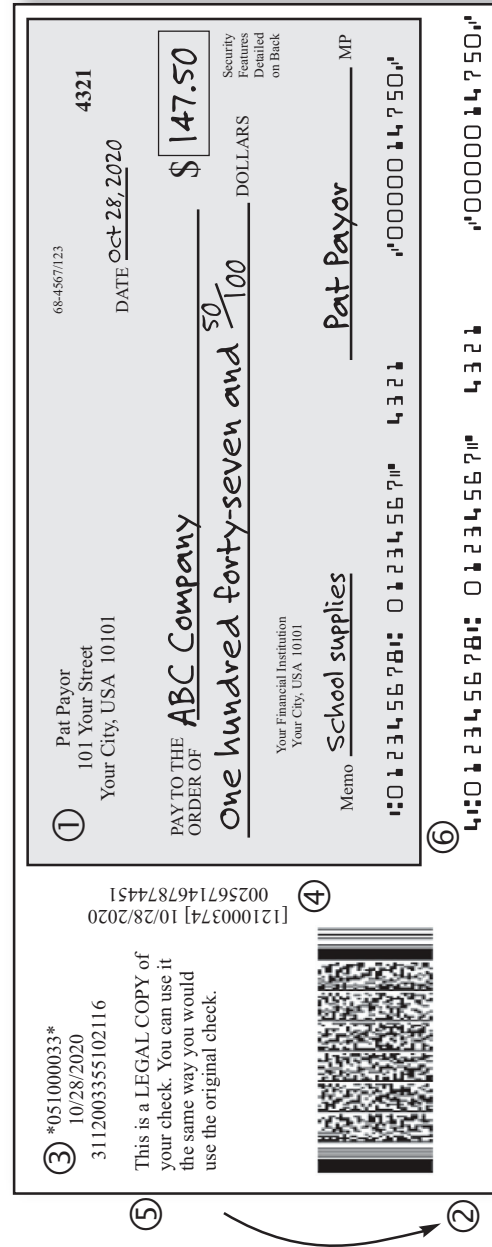 ③ *051000033*
10/28/2020
3112003355102116
⑤ This is a LEGAL COPY of
your check. You can use it
the same way you would
use the original check.
②
[121000374] 10/28/2020
0025671467874451
④
①
Pat Payor
101 Your Street
Your City, USA 10101
68-4567/123
4321
DATE Oct 28, 2020
PAY TO THE
ORDER OF ABC Company $ 147.50
One hundred forty-seven and 50/100 DOLLARS
Security
Features
Detailed
on Back
Your Financial Institution
Your City, USA 10101
Memo School supplies
Pat Payor MP
⑆012345678⑆ 01234567⑈ 4321 ⑈0000014750⑈
⑥
4⑆012345678⑆ 01234567⑈ 4321 ⑈0000014750⑈